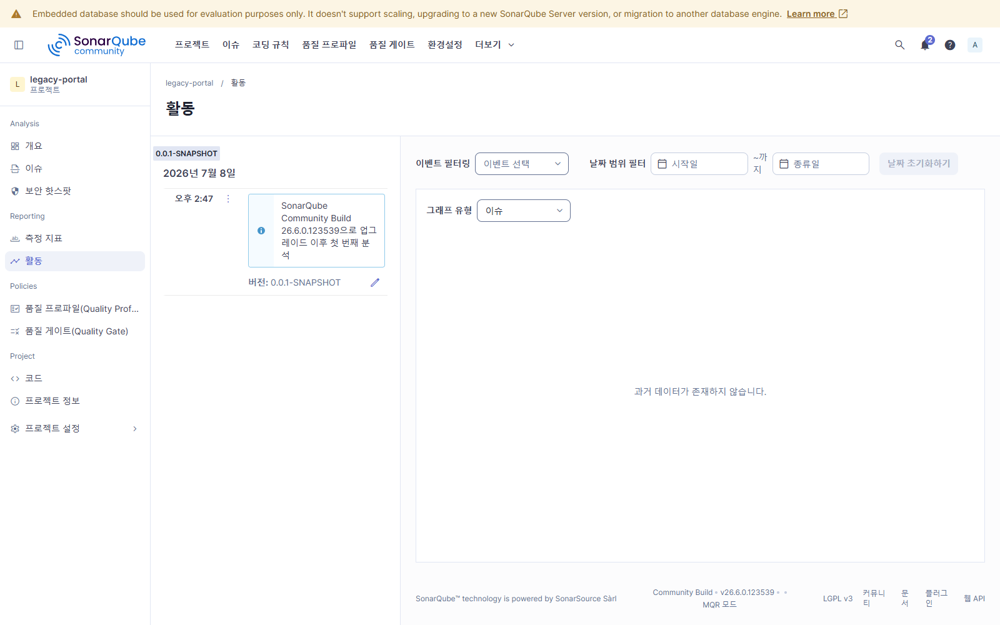 Embedded database should be used for evaluation purposes only. It doesn't support scaling, upgrading to a new SonarQube Server version, or migration to another database engine. Learn more
SonarQube community
프로젝트 이슈 코딩 규칙 품질 프로파일 품질 게이트 환경설정 더보기
2
A
L
legacy-portal
프로젝트
Analysis
개요
이슈
보안 핫스팟
Reporting
측정 지표
활동
Policies
품질 프로파일(Quality Prof...
품질 게이트(Quality Gate)
Project
코드
프로젝트 정보
프로젝트 설정
legacy-portal / 활동
활동
0.0.1-SNAPSHOT
2026년 7월 8일
오후 2:47
SonarQube
Community Build
26.6.0.123539으로 업그
레이드 이후 첫 번째 분
석
버전: 0.0.1-SNAPSHOT
이벤트 필터링 이벤트 선택
날짜 범위 필터 시작일 ~까
지 종류일 날짜 초기화하기
그래프 유형 이슈
과거 데이터가 존재하지 않습니다.
SonarQube™ technology is powered by SonarSource Sàrl
Community Build • v26.6.0.123539 • •
MQR 모드
LGPL v3
커뮤니
티
문
서
플러그
인
웹 API